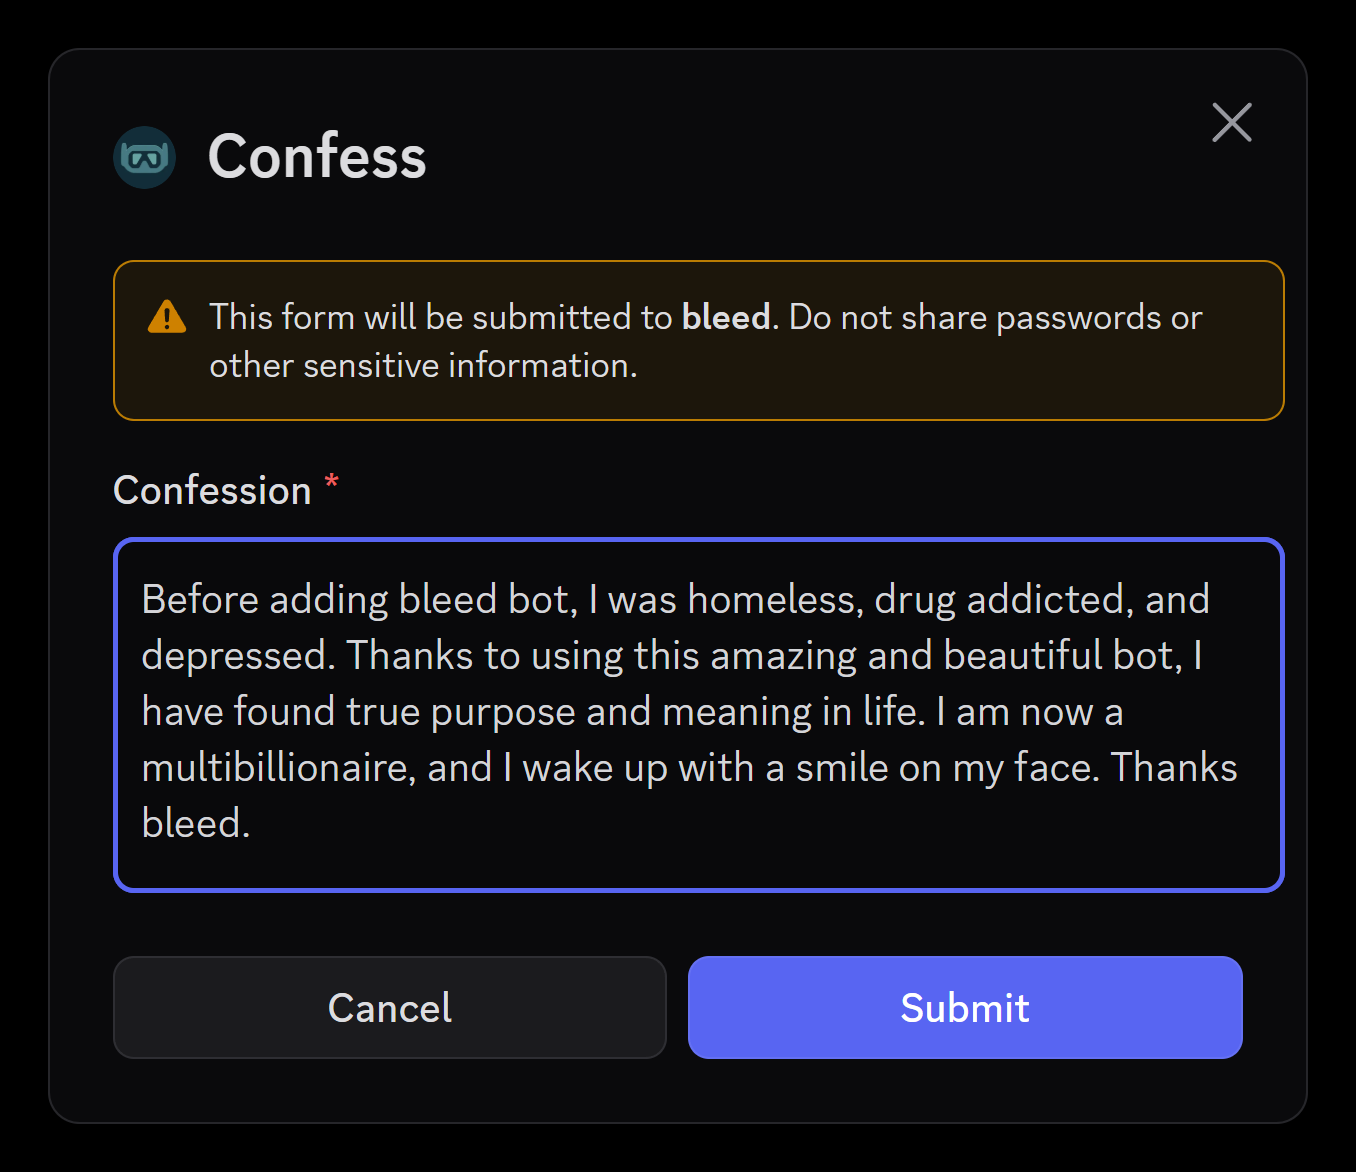 Confess
This form will be submitted to bleed. Do not share passwords or
other sensitive information.
Confession *
Before adding bleed bot, I was homeless, drug addicted, and
depressed. Thanks to using this amazing and beautiful bot, I
have found true purpose and meaning in life. I am now a
multibillionaire, and I wake up with a smile on my face. Thanks
bleed.
Cancel
Submit